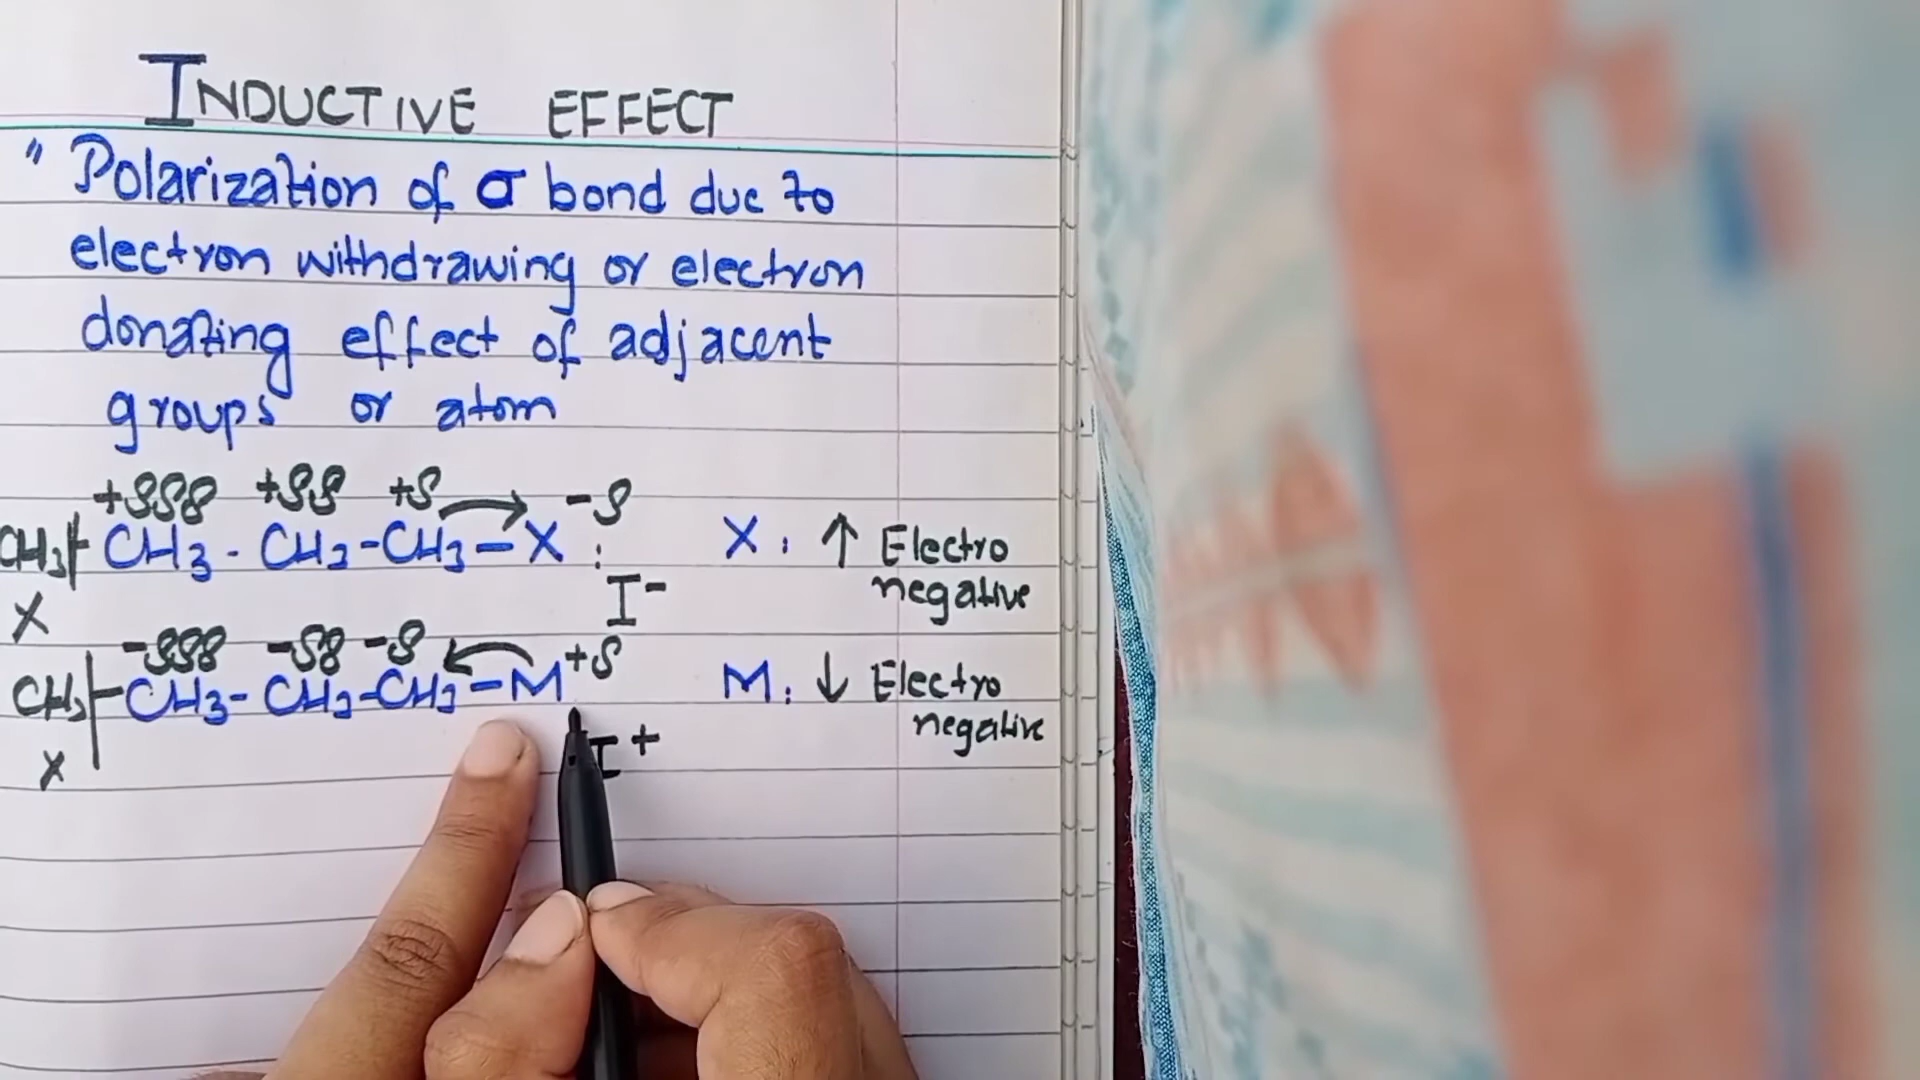 INDUCTIVE EFFECT
" Polarization of σ bond due to
electron withdrawing or electron
donating effect of adjacent
groups or atom
+δδδ +δδ +δ -δ
CH3 CH3 - CH2 - CH2 - X : X : ↑ Electro
negative
X I-
-δδδ -δδ -δ +δ
CH3 - CH3 - CH2 - CH2 - M M : ↓ Electro
negative
X I+